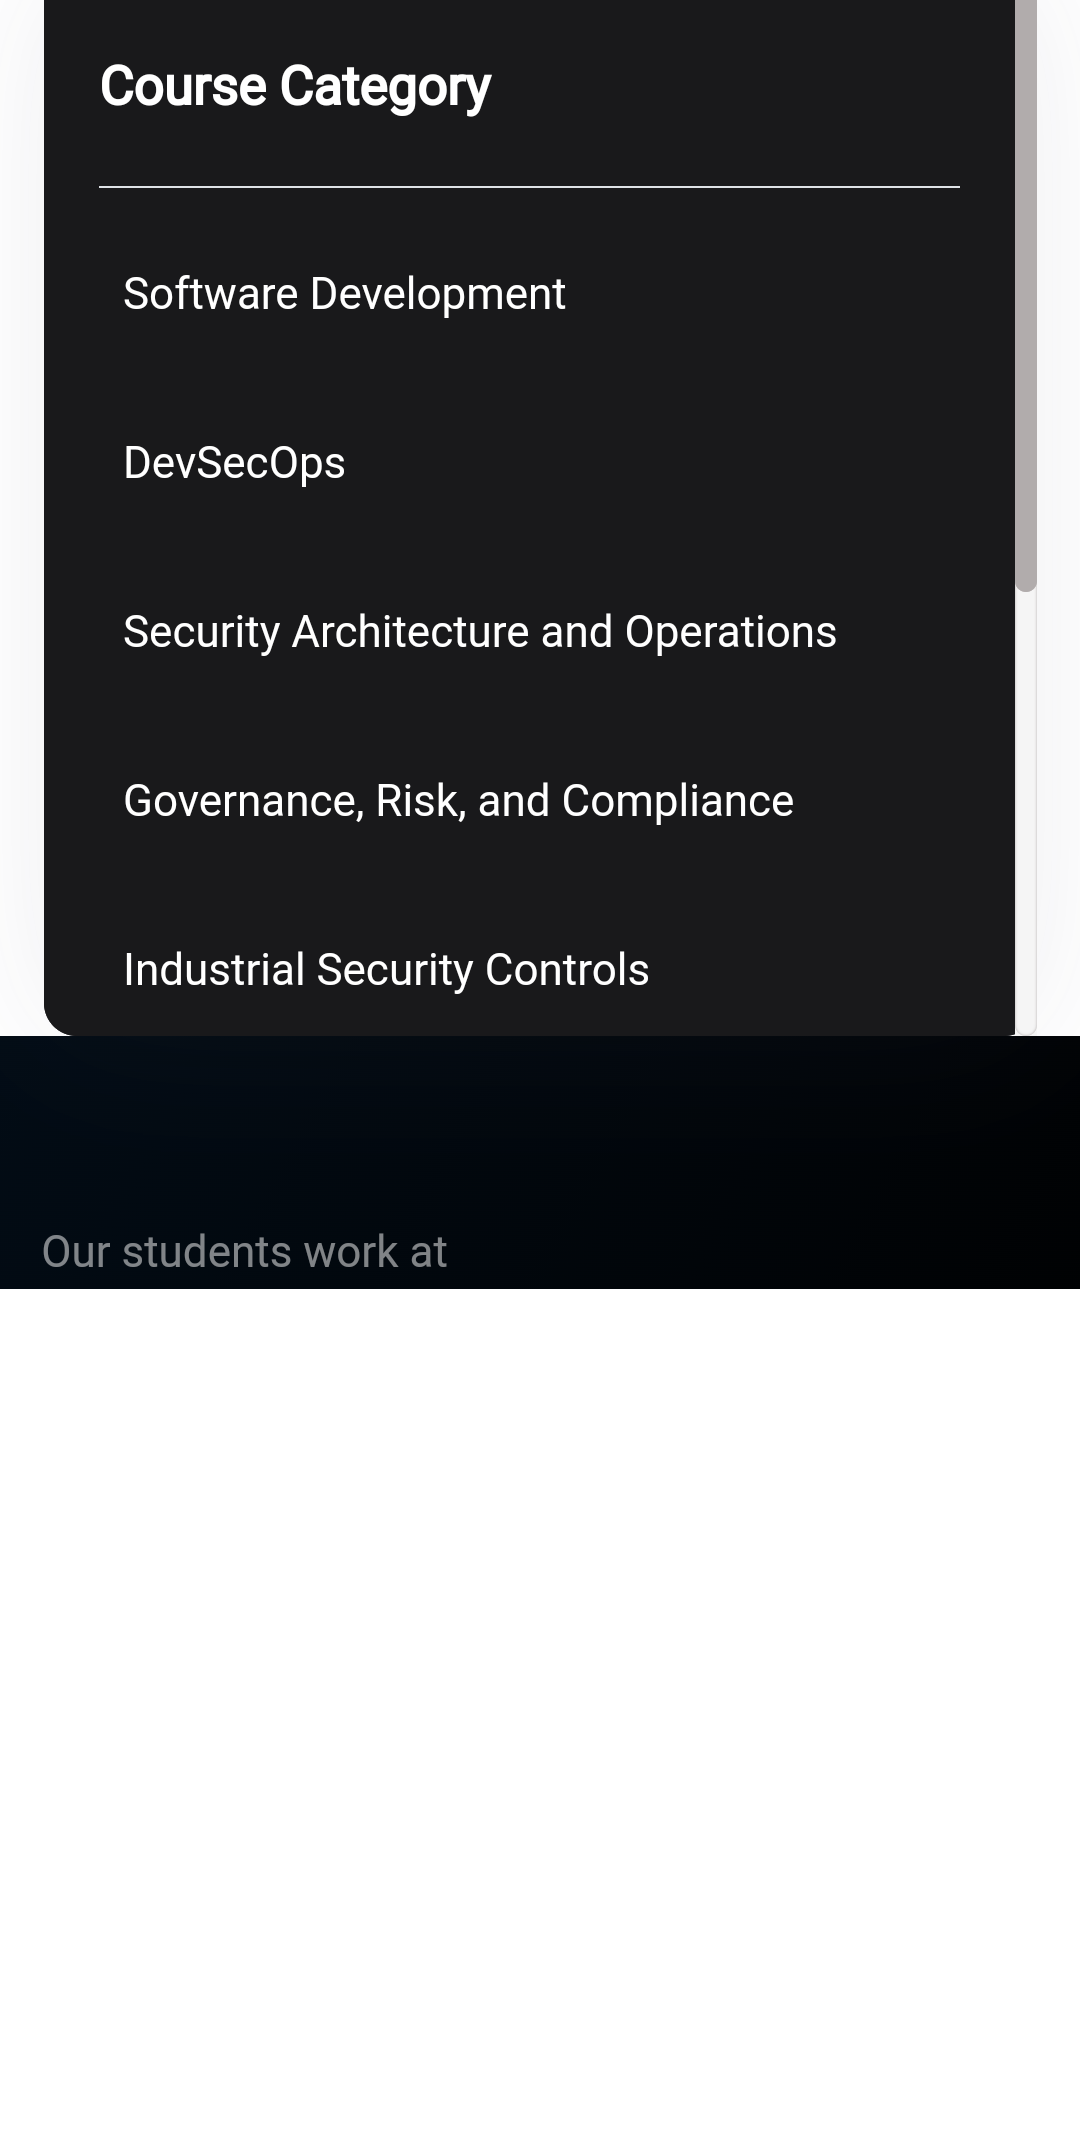 Course Category
Software Development
DevSecOps
Security Architecture and Operations
Governance, Risk, and Compliance
Industrial Security Controls
Our students work at